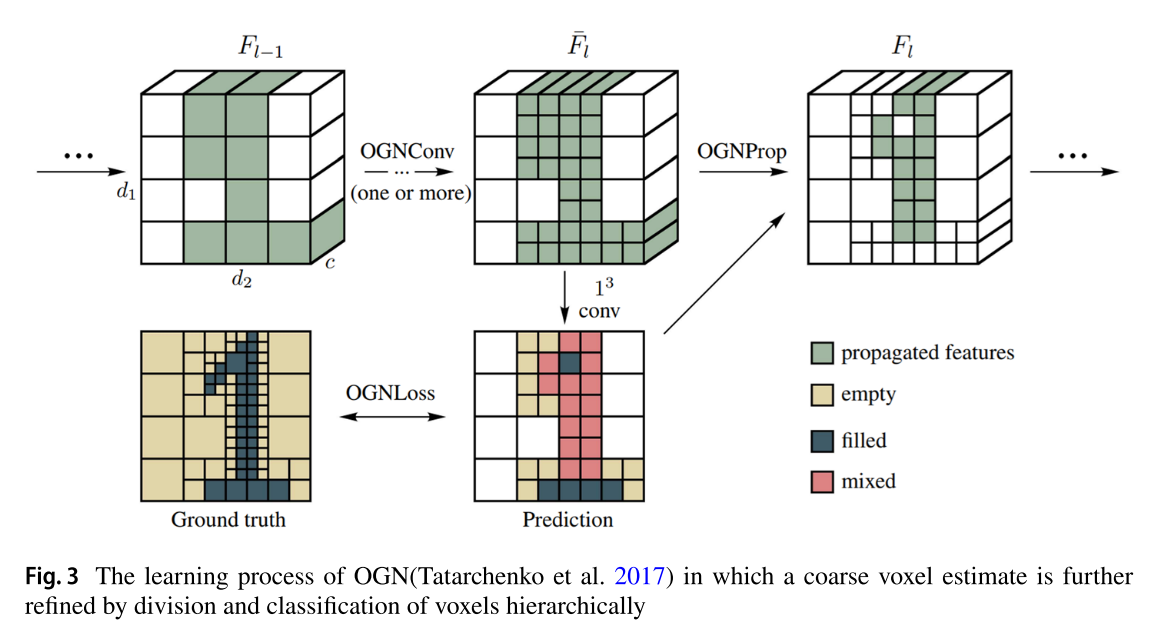 F_{l-1}
F̄_l
F_l
...
d_1
OGNConv
...
(one or more)
OGNProp
...
c
d_2
1^3
conv
propagated features
empty
filled
mixed
OGNLoss
Ground truth
Prediction
Fig. 3 The learning process of OGN(Tatarchenko et al. 2017) in which a coarse voxel estimate is further
refined by division and classification of voxels hierarchically